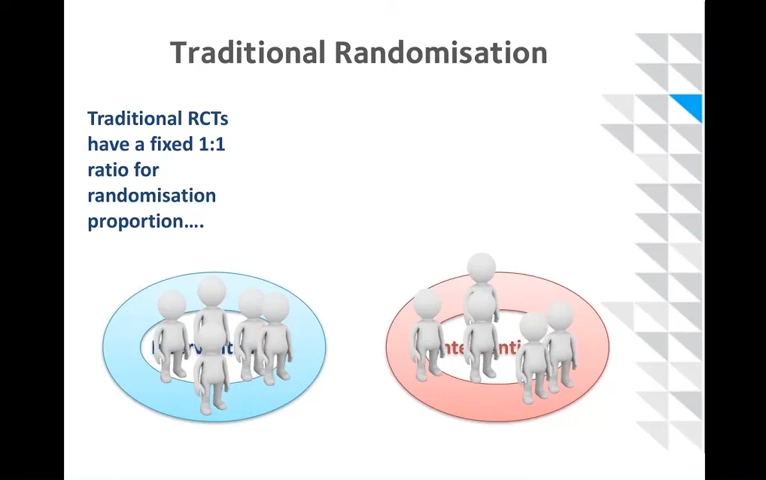 Traditional Randomisation
Traditional RCTs
have a fixed 1:1
ratio for
randomisation
proportion....